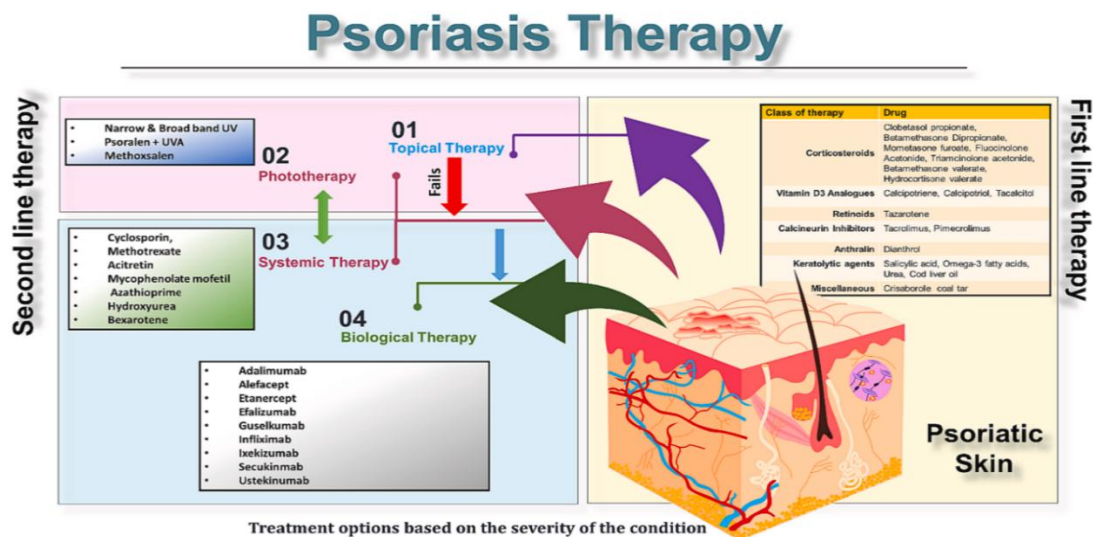 Psoriasis Therapy
Second line therapy
Narrow & Broad band UV
Psoralen + UVA
Methoxsalen
02
Phototherapy
01
Topical Therapy
Fails
Cyclosporin,
Methotrexate
Acitretin
Mycophenolate mofetil
Azathioprime
Hydroxyurea
Bexarotene
03
Systemic Therapy
04
Biological Therapy
Adalimumab
Alefacept
Etanercept
Efalizumab
Guselkumab
Infliximab
Ixekizumab
Secukinmab
Ustekinumab
First line therapy
Class of therapy Drug
Corticosteroids
Clobetasol propionate,
Betamethasone Dipropionate,
Mometasone furoate, Fluocinolone
Acetonide, Triamcinolone acetonide,
Betamethasone valerate,
Hydrocortisone valerate
Vitamin D3 Analogues Calcipotriene, Calcipotriol, Tacalcitol
Retinoids Tazarotene
Calcineurin Inhibitors Tacrolimus, Pimecrolimus
Anthralin Dianthrol
Keratolytic agents Salicylic acid, Omega-3 fatty acids,
Urea, Cod liver oil
Miscellaneous Crisaborole coal tar
Psoriatic
Skin
Treatment options based on the severity of the condition